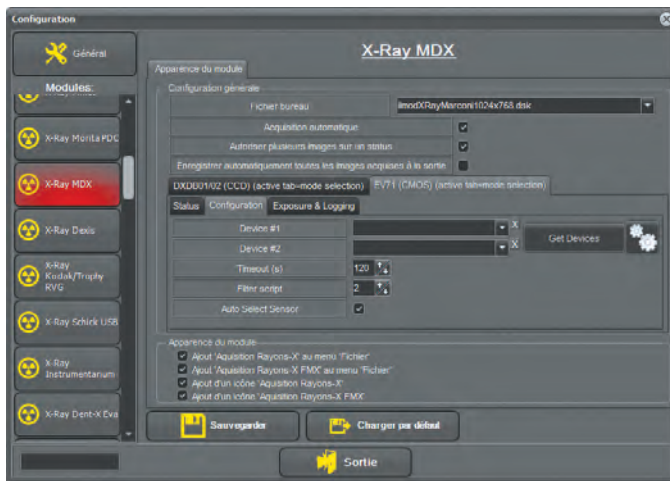 Configuration
Général
Modules:
X-Ray Morita PDC
X-Ray MDX
X-Ray Dexis
X-Ray
Kodak/Trophy
RVG
X-Ray Schick USB
X-Ray
Instrumentarium
X-Ray Dent-X Eva
X-Ray MDX
Apparence du module
Configuration générale
Fichier bureau
ilmodXRayMarconi1024x768.dsk
Acquisition automatique
Autoriser plusieurs images sur un status
Enregistrer automatiquement toutes les images acquises à la sortie
DXDB01/02 (CCD) (active tab=mode selection)
EV71 (CMOS) (active tab=mode selection)
Status
Configuration
Exposure & Logging
Device #1
X
Device #2
X
Get Devices
Timeout (s)
120
Filter script
2
Auto Select Sensor
Apparence du module
Ajout 'Aquisition Rayons-X' au menu 'Fichier'
Ajout 'Aquisition Rayons-X FMX' au menu 'Fichier'
Ajout d'un icône 'Aquisition Rayons-X'
Ajout d'un icône 'Aquisition Rayons-X FMX'
Sauvegarder
Charger par défaut
Sortie